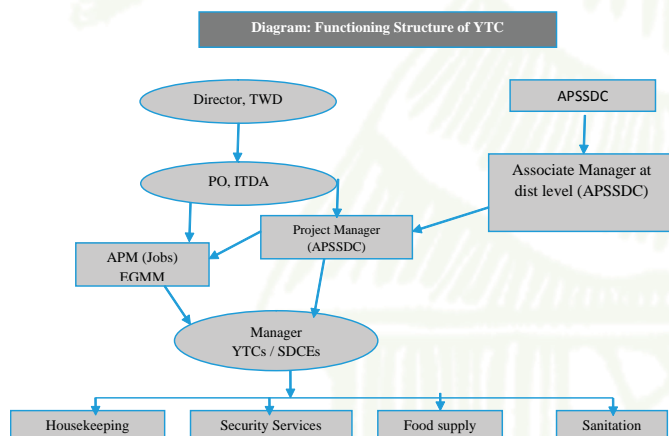 Diagram: Functioning Structure of YTC
Director, TWD
APSSDC
PO, ITDA
Associate Manager at
dist level (APSSDC)
Project Manager
(APSSDC)
APM (Jobs)
EGMM
Manager
YTCs / SDCEs
Housekeeping
Security Services
Food supply
Sanitation